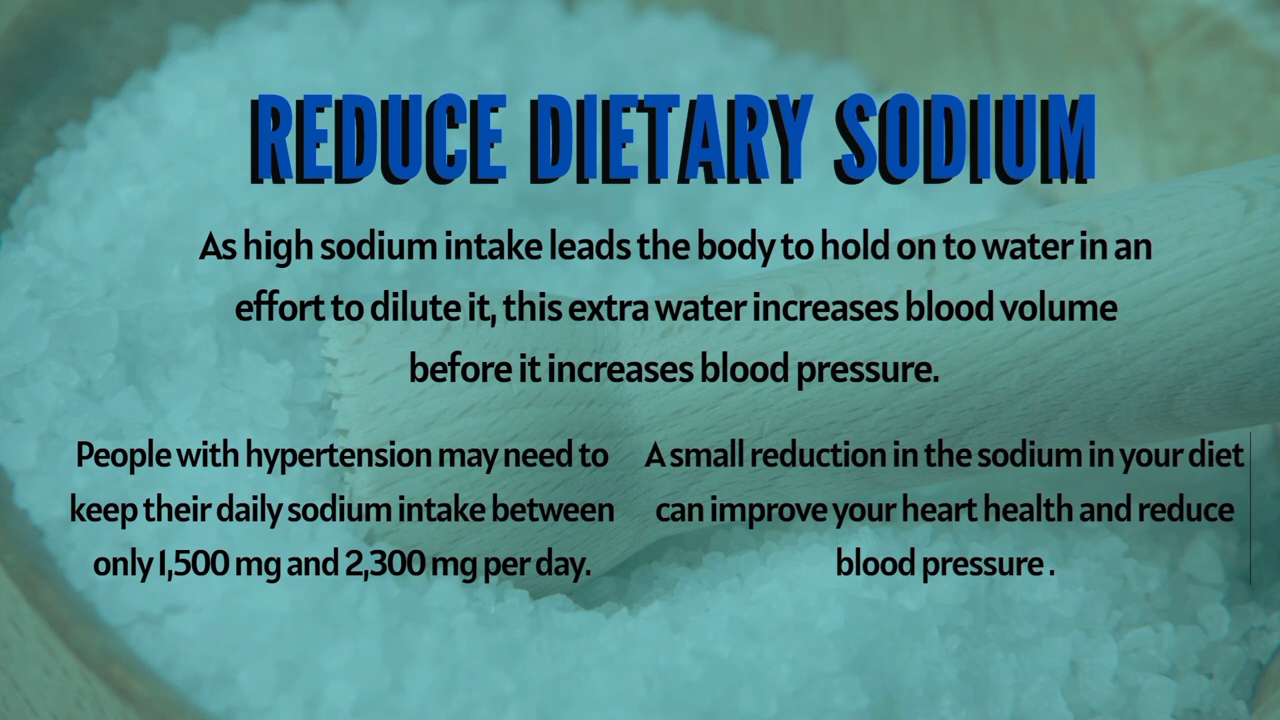 REDUCE DIETARY SODIUM
As high sodium intake leads the body to hold on to water in an
effort to dilute it, this extra water increases blood volume
before it increases blood pressure.
People with hypertension may need to
keep their daily sodium intake between
only 1,500 mg and 2,300 mg per day.
A small reduction in the sodium in your diet
can improve your heart health and reduce
blood pressure .